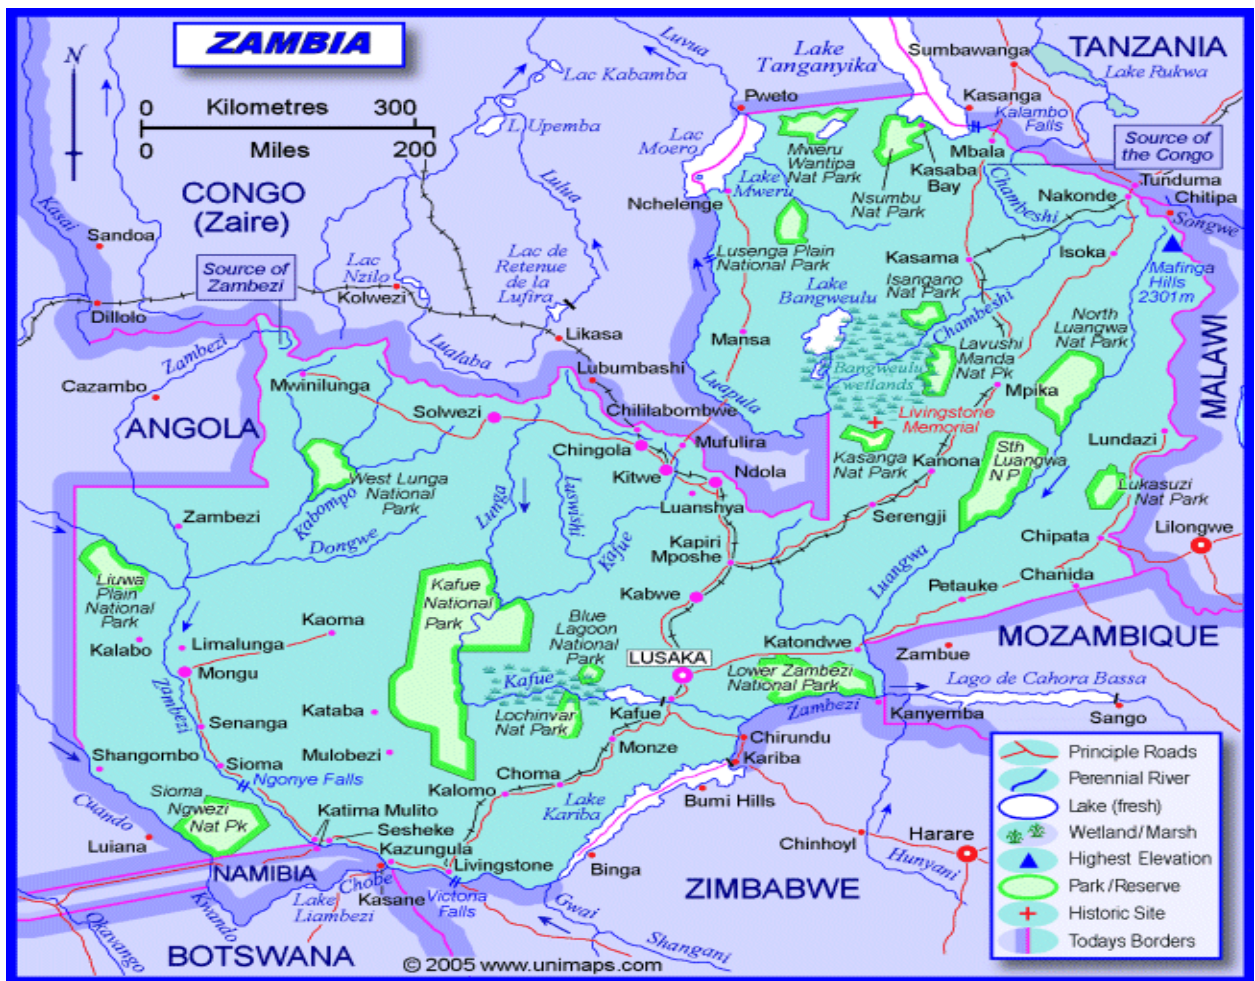 ZAMBIA
N
0 Kilometres 300
0 Miles 200
CONGO
(Zaire)
Kasai
Sandoa
Source of
Zambezi
Dillolo
Lac
Nzilo
Kolwezi
Lac Kabamba
L Upemba
Lulua
Lac de
Retenue
de la
Lufira
Likasa
Lualaba
Lubumbashi
Luvua
Lake
Tanganyika
Pweto
Lac
Moero
Lake
Mweru
Nchelenge
Mweru
Wantipa
Nat Park
Nsumbu
Nat Park
Kasaba
Bay
Sumbawanga
TANZANIA
Lake Rukwa
Kasanga
Kalambo
Falls
Mbala
Source of
the Congo
Chambeshi
Nakonde
Tunduma
Chitipa
Songwe
Isoka
Mafinga
Hills
2301m
Lusenga Plain
National Park
Kasama
Isangano
Nat Park
Lake
Bangweulu
Chambeshi
North
Luangwa
Nat Park
Mansa
Lavushi
Manda
Nat Pk
Bangweulu
wetlands
Mpika
MALAWI
Luapula
Livingstone
Memorial
Kasanga
Nat Park
Kanona
Sth
Luangwa
N P
Lundazi
Lukasuzi
Nat Park
Serengji
Lilongwe
Chipata
Chanida
Petauke
Luangwa
Zambezi
Cazambo
ANGOLA
Mwinilunga
Solwezi
Chililabombwe
Chingola
Mufulira
Kitwe
Ndola
Luanshya
West Lunga
National
Park
Kabompo
Lunga
Luswishi
Kafue
Zambezi
Dongwe
Kapiri
Mposhe
Liuwa
Plain
National
Park
Kafue
National
Park
Kabwe
Blue
Lagoon
National
Park
Kaoma
Kalabo
Limalunga
Mongu
LUSAKA
Katondwe
MOZAMBIQUE
Zambue
Lago de Cahora Bassa
Lower Zambezi
National Park
Kafue
Zambezi
Kanyemba
Sango
Zambezi
Senanga
Kataba
Lochinvar
Nat Park
Kafue
Chirundu
Monze
Mulobezi
Kariba
Shangombo
Sioma
Ngonye Falls
Choma
Kalomo
Lake
Kariba
Bumi Hills
Cuando
Sioma
Ngwezi
Nat Pk
Katima Mulito
Sesheke
Kazungula
Livingstone
Luiana
Binga
Chinhoyl
Harare
Hunyani
NAMIBIA
Chobe
Lake
Liambezi
Kasane
Victoria
Falls
ZIMBABWE
Gwai
Kwando
Okavango
Shangani
BOTSWANA
© 2005 www.unimaps.com
Principle Roads
Perennial River
Lake (fresh)
Wetland/Marsh
Highest Elevation
Park/Reserve
Historic Site
Todays Borders